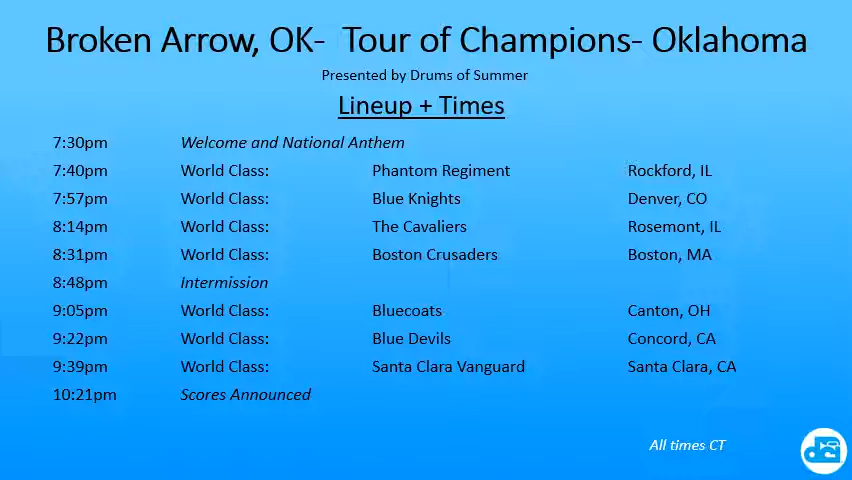 Broken Arrow, OK- Tour of Champions- Oklahoma
Presented by Drums of Summer
Lineup + Times
7:30pm Welcome and National Anthem
7:40pm World Class: Phantom Regiment Rockford, IL
7:57pm World Class: Blue Knights Denver, CO
8:14pm World Class: The Cavaliers Rosemont, IL
8:31pm World Class: Boston Crusaders Boston, MA
8:48pm Intermission
9:05pm World Class: Bluecoats Canton, OH
9:22pm World Class: Blue Devils Concord, CA
9:39pm World Class: Santa Clara Vanguard Santa Clara, CA
10:21pm Scores Announced
All times CT